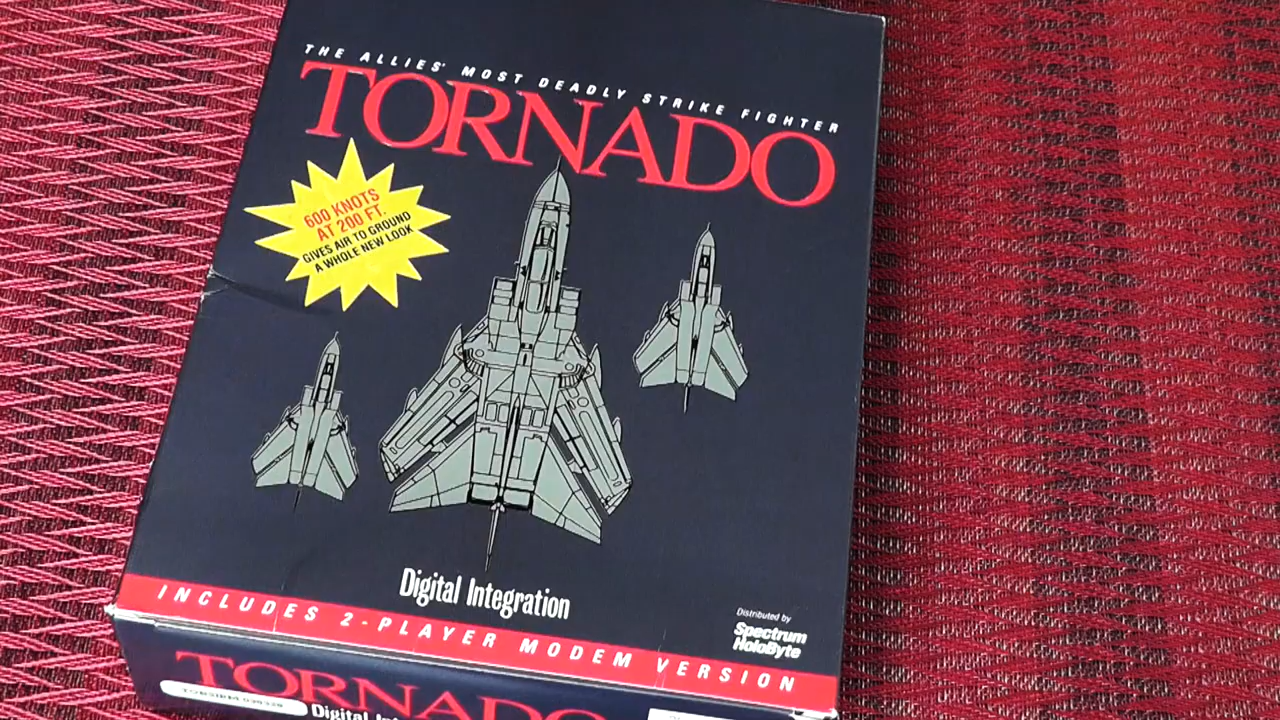 THE ALLIES' MOST DEADLY STRIKE FIGHTER
TORNADO
600 KNOTS
AT 200 FT.
GIVES AIR TO GROUND
A WHOLE NEW LOOK
Digital Integration
Distributed by
Spectrum
HoloByte
INCLUDES 2-PLAYER MODEM VERSION
TORNADO
Digital